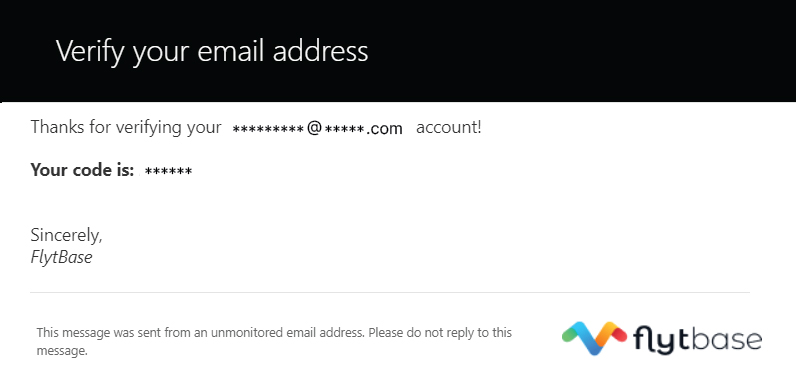 Verify your email address
Thanks for verifying your *********@*****.com account!
Your code is: ******
Sincerely,
FlytBase
This message was sent from an unmonitored email address. Please do not reply to this
message.
flytbase